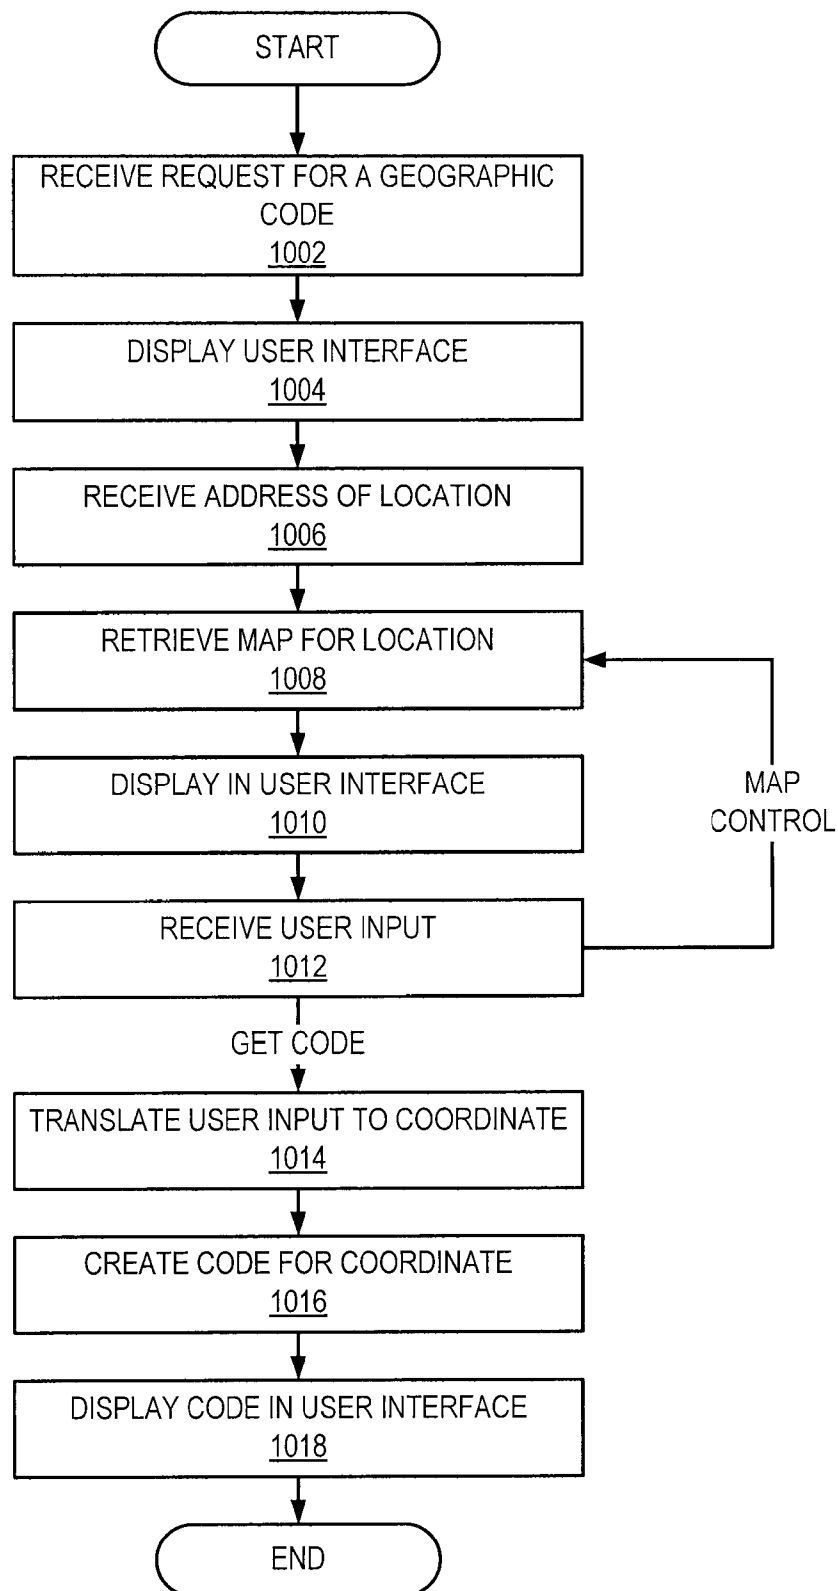 START
RECEIVE REQUEST FOR A GEOGRAPHIC
CODE
1002
DISPLAY USER INTERFACE
1004
RECEIVE ADDRESS OF LOCATION
1006
RETRIEVE MAP FOR LOCATION
1008
DISPLAY IN USER INTERFACE
1010
MAP
CONTROL
RECEIVE USER INPUT
1012
GET CODE
TRANSLATE USER INPUT TO COORDINATE
1014
CREATE CODE FOR COORDINATE
1016
DISPLAY CODE IN USER INTERFACE
1018
END